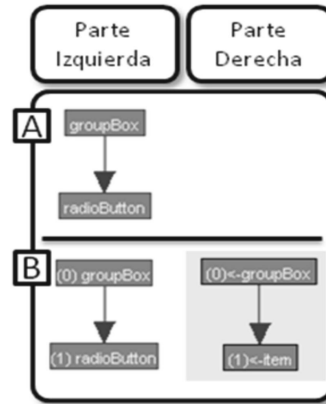 Parte
Izquierda
Parte
Derecha
A
groupBox
radioButton
B
(0) groupBox
(0)<-groupBox
(1) radioButton
(1)<-item